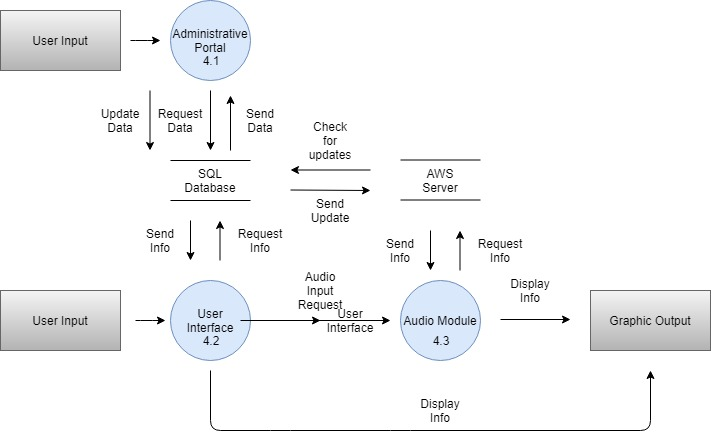 User Input
Administrative
Portal
4.1
Update
Data
Request
Data
Send
Data
Check
for
updates
SQL
Database
AWS
Server
Send
Update
Send
Info
Request
Info
Send
Info
Request
Info
Audio
Input
Request
Display
Info
User Input
User
Interface
4.2
User
Interface
Audio Module
4.3
Graphic Output
Display
Info